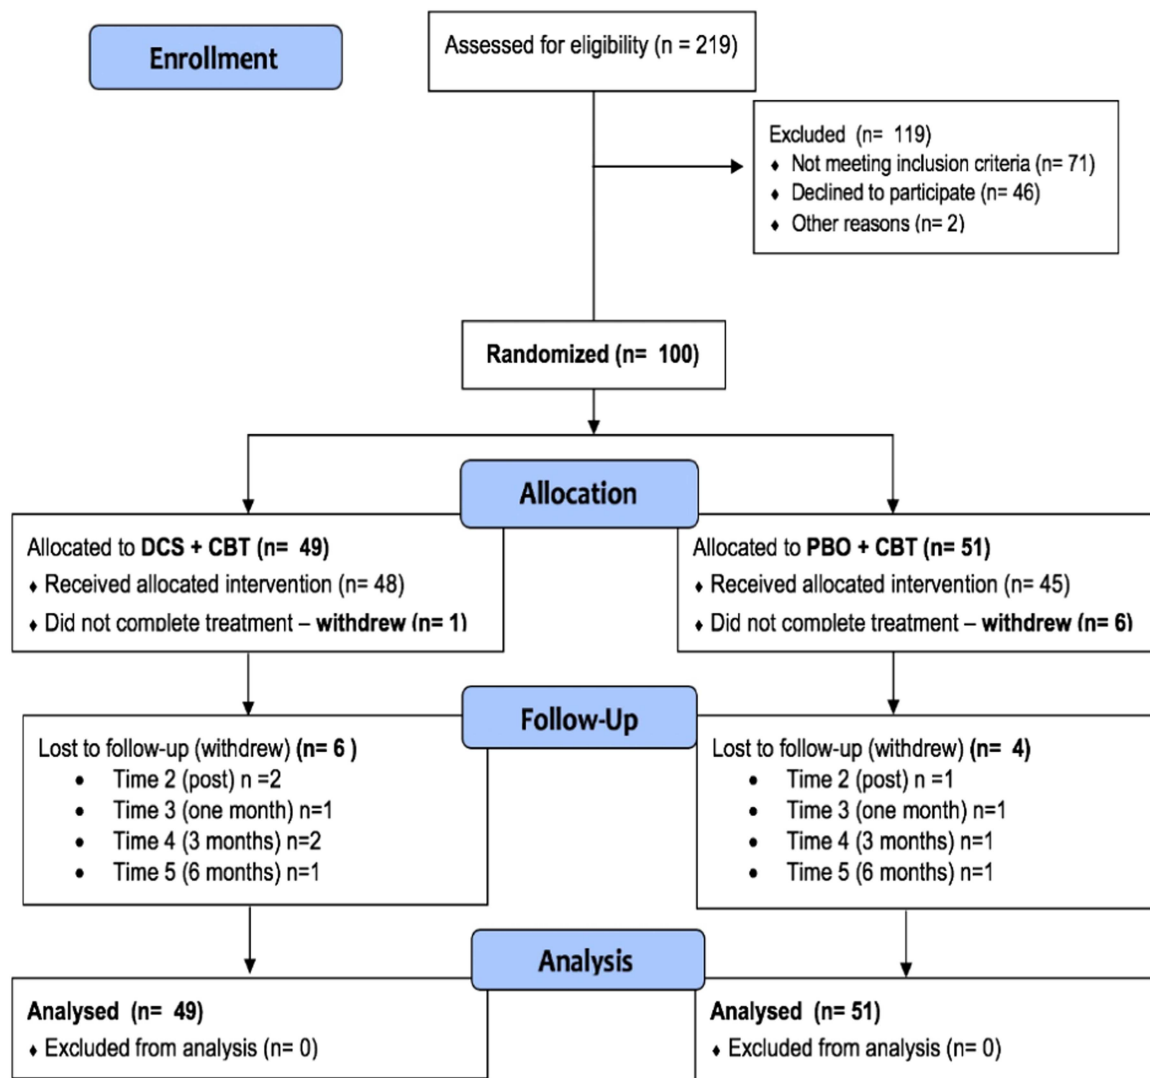 Enrollment
Assessed for eligibility (n = 219)
Excluded (n= 119)
♦ Not meeting inclusion criteria (n= 71)
♦ Declined to participate (n= 46)
♦ Other reasons (n= 2)
Randomized (n= 100)
Allocation
Allocated to DCS + CBT (n= 49)
♦ Received allocated intervention (n= 48)
♦ Did not complete treatment – withdrew (n= 1)
Allocated to PBO + CBT (n= 51)
♦ Received allocated intervention (n= 45)
♦ Did not complete treatment – withdrew (n= 6)
Follow-Up
Lost to follow-up (withdrew) (n= 6 )
• Time 2 (post) n =2
• Time 3 (one month) n=1
• Time 4 (3 months) n=2
• Time 5 (6 months) n=1
Lost to follow-up (withdrew) (n= 4)
• Time 2 (post) n =1
• Time 3 (one month) n=1
• Time 4 (3 months) n=1
• Time 5 (6 months) n=1
Analysis
Analysed (n= 49)
♦ Excluded from analysis (n= 0)
Analysed (n= 51)
♦ Excluded from analysis (n= 0)